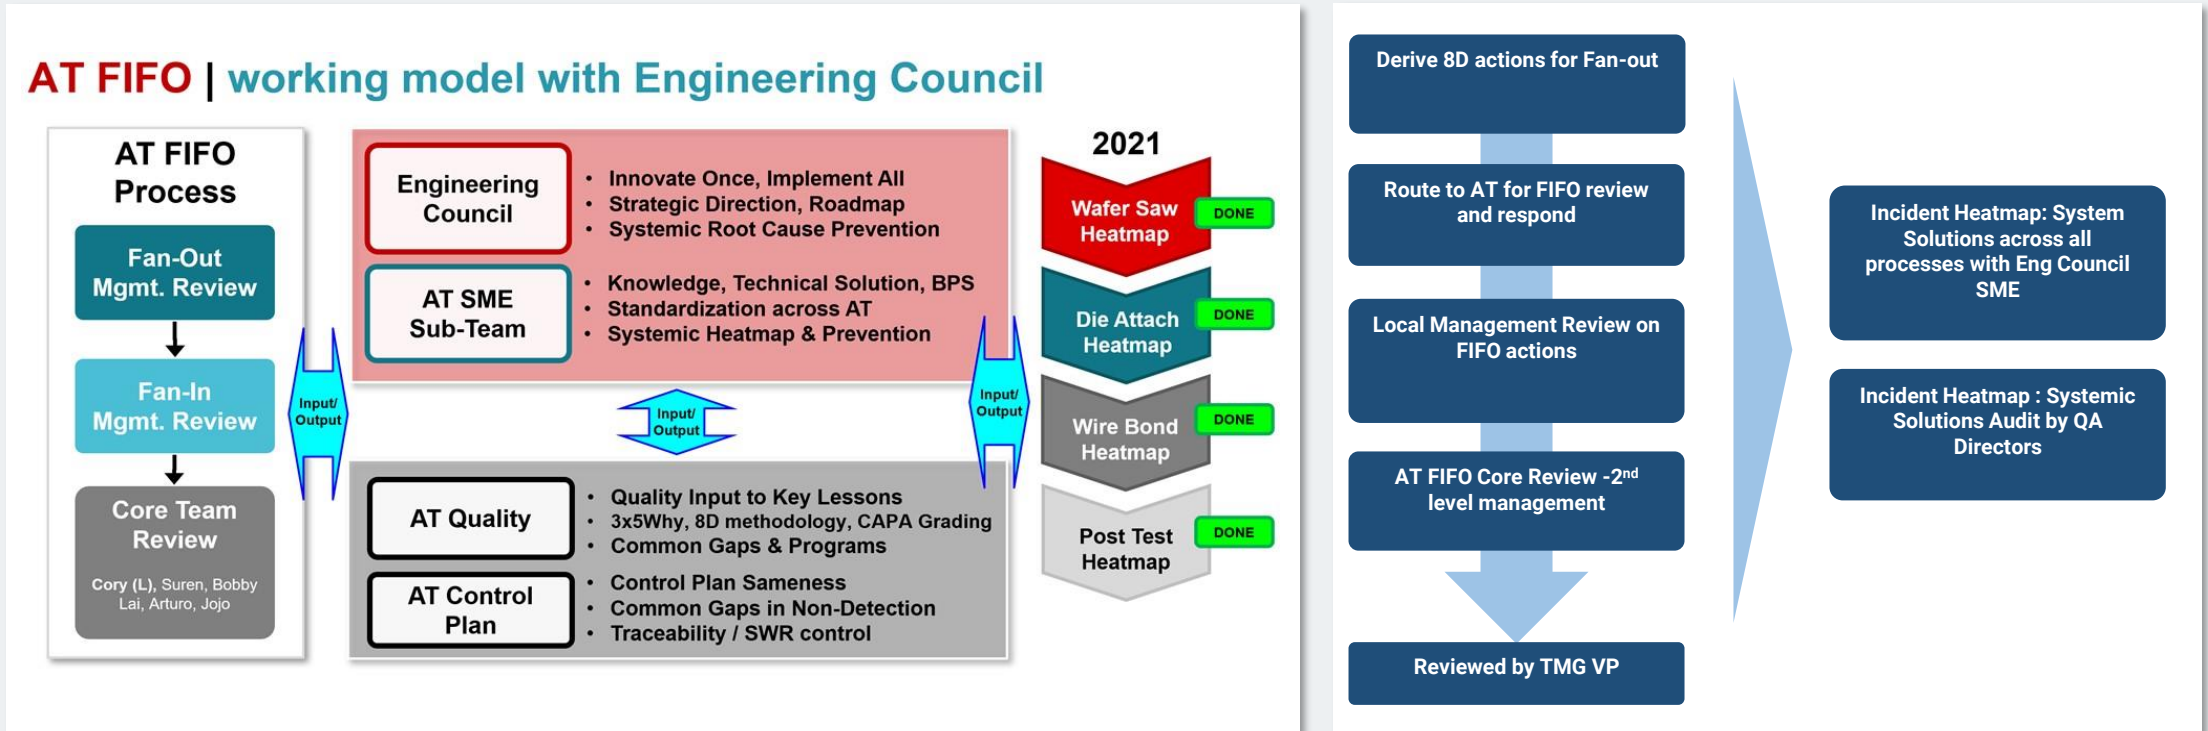 AT FIFO | working model with Engineering Council
AT FIFO
Process
Fan-Out
Mgmt. Review
Fan-In
Mgmt. Review
Core Team
Review
Cory (L), Suren, Bobby
Lai, Arturo, Jojo
Input/
Output
Engineering
Council
• Innovate Once, Implement All
• Strategic Direction, Roadmap
• Systemic Root Cause Prevention
AT SME
Sub-Team
• Knowledge, Technical Solution, BPS
• Standardization across AT
• Systemic Heatmap & Prevention
Input/
Output
AT Quality
• Quality Input to Key Lessons
• 3x5Why, 8D methodology, CAPA Grading
• Common Gaps & Programs
AT Control
Plan
• Control Plan Sameness
• Common Gaps in Non-Detection
• Traceability / SWR control
Input/
Output
2021
Wafer Saw
Heatmap
DONE
Die Attach
Heatmap
DONE
Wire Bond
Heatmap
DONE
Post Test
Heatmap
DONE
Derive 8D actions for Fan-out
Route to AT for FIFO review
and respond
Local Management Review on
FIFO actions
AT FIFO Core Review -2nd
level management
Reviewed by TMG VP
Incident Heatmap: System
Solutions across all
processes with Eng Council
SME
Incident Heatmap : Systemic
Solutions Audit by QA
Directors